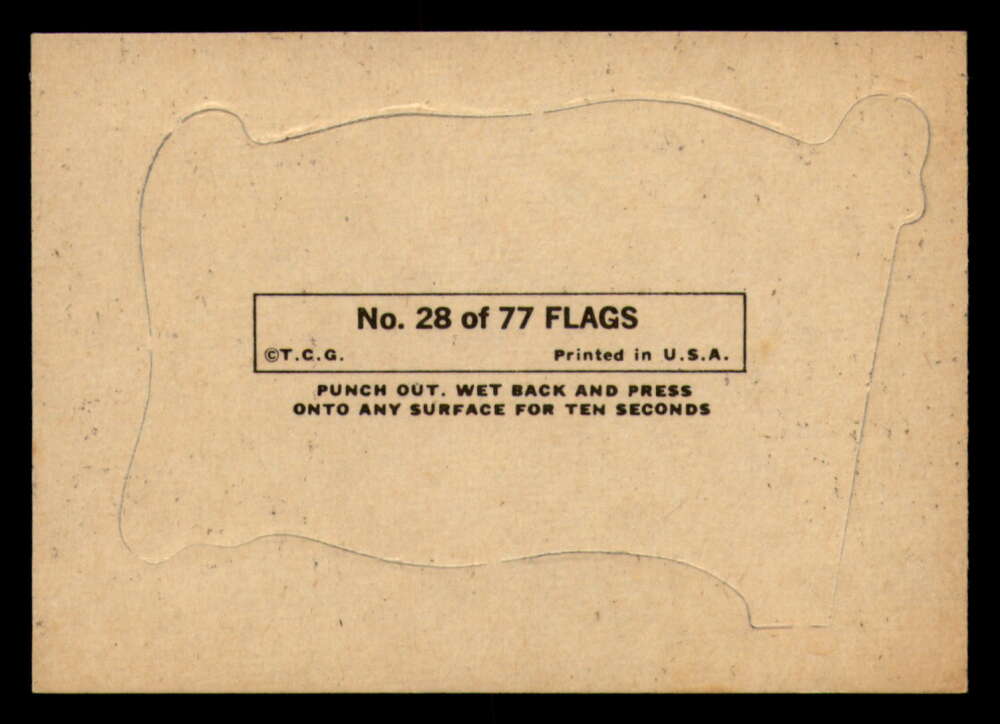 No. 28 of 77 FLAGS
©T.C.G. Printed in U.S.A.
PUNCH OUT. WET BACK AND PRESS
ONTO ANY SURFACE FOR TEN SECONDS